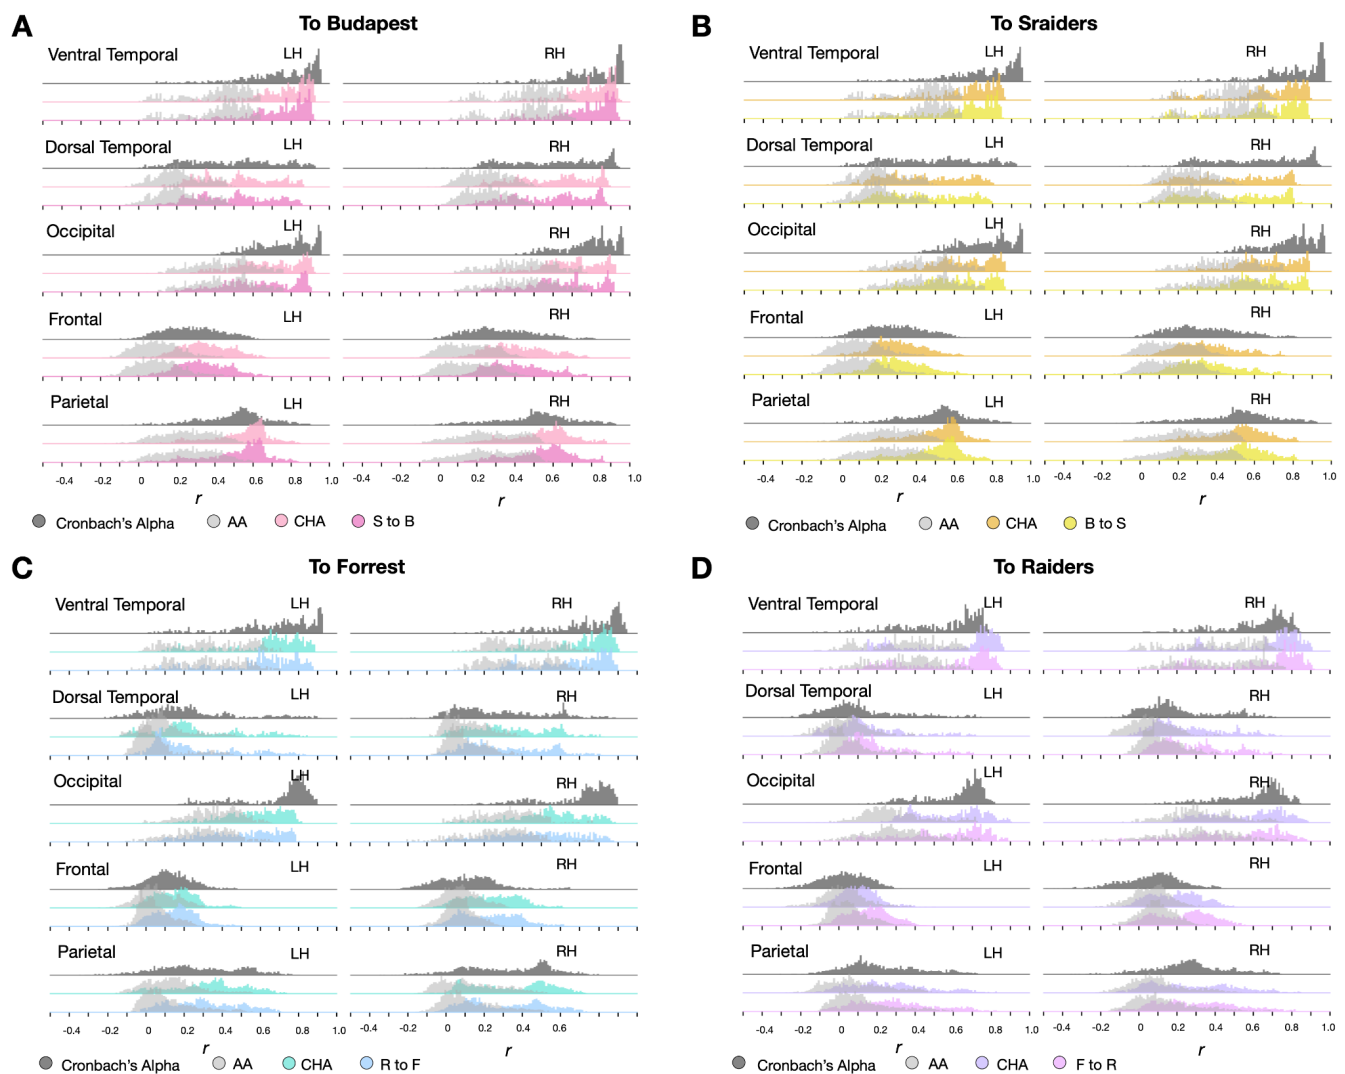 A
To Budapest
Ventral Temporal
LH
RH
Dorsal Temporal
LH
RH
Occipital
LH
RH
Frontal
LH
RH
Parietal
LH
RH
-0.4 -0.2 0 0.2 0.4 0.6 0.8 1.0 -0.4 -0.2 0 0.2 0.4 0.6 0.8 1.0
r r
Cronbach's Alpha AA CHA S to B
B
To Sraiders
Ventral Temporal
LH
RH
Dorsal Temporal
LH
RH
Occipital
LH
RH
Frontal
LH
RH
Parietal
LH
RH
-0.4 -0.2 0 0.2 0.4 0.6 0.8 1.0 -0.4 -0.2 0 0.2 0.4 0.6 0.8 1.0
r r
Cronbach's Alpha AA CHA B to S
C
To Forrest
Ventral Temporal
LH
RH
Dorsal Temporal
LH
RH
Occipital
LH
RH
Frontal
LH
RH
Parietal
LH
RH
-0.4 -0.2 0 0.2 0.4 0.6 0.8 1.0 -0.4 -0.2 0 0.2 0.4 0.6
r r
Cronbach's Alpha AA CHA R to F
D
To Raiders
Ventral Temporal
LH
RH
Dorsal Temporal
LH
RH
Occipital
LH
RH
Frontal
LH
RH
Parietal
LH
RH
-0.4 -0.2 0 0.2 0.4 0.6 0.8 1.0 -0.4 -0.2 0 0.2 0.4 0.6 0.8 1.0
r r
Cronbach's Alpha AA CHA F to R